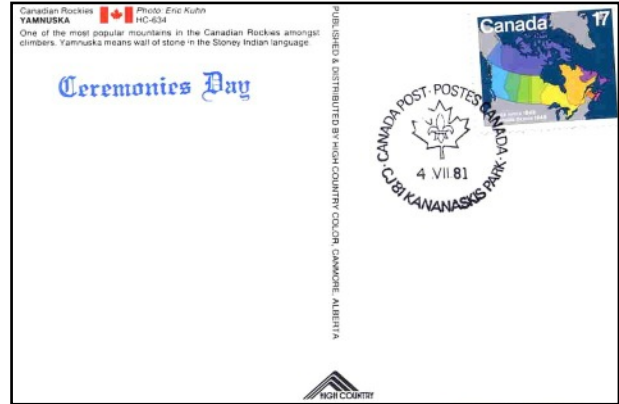 Canadian Rockies
YAMNUSKA
Photo: Eric Kuhn
HC-634
One of the most popular mountains in the Canadian Rockies amongst
climbers. Yamnuska means wall of stone in the Stoney Indian language.
Ceremonies Day
PUBLISHED & DISTRIBUTED BY HIGH COUNTRY COLOR, CANMORE, ALBERTA
Canada 17
CANADA POST · POSTES CANADA ·
4 .VII.81
· CJ'81 KANANASKIS PARK ·
HIGH COUNTRY